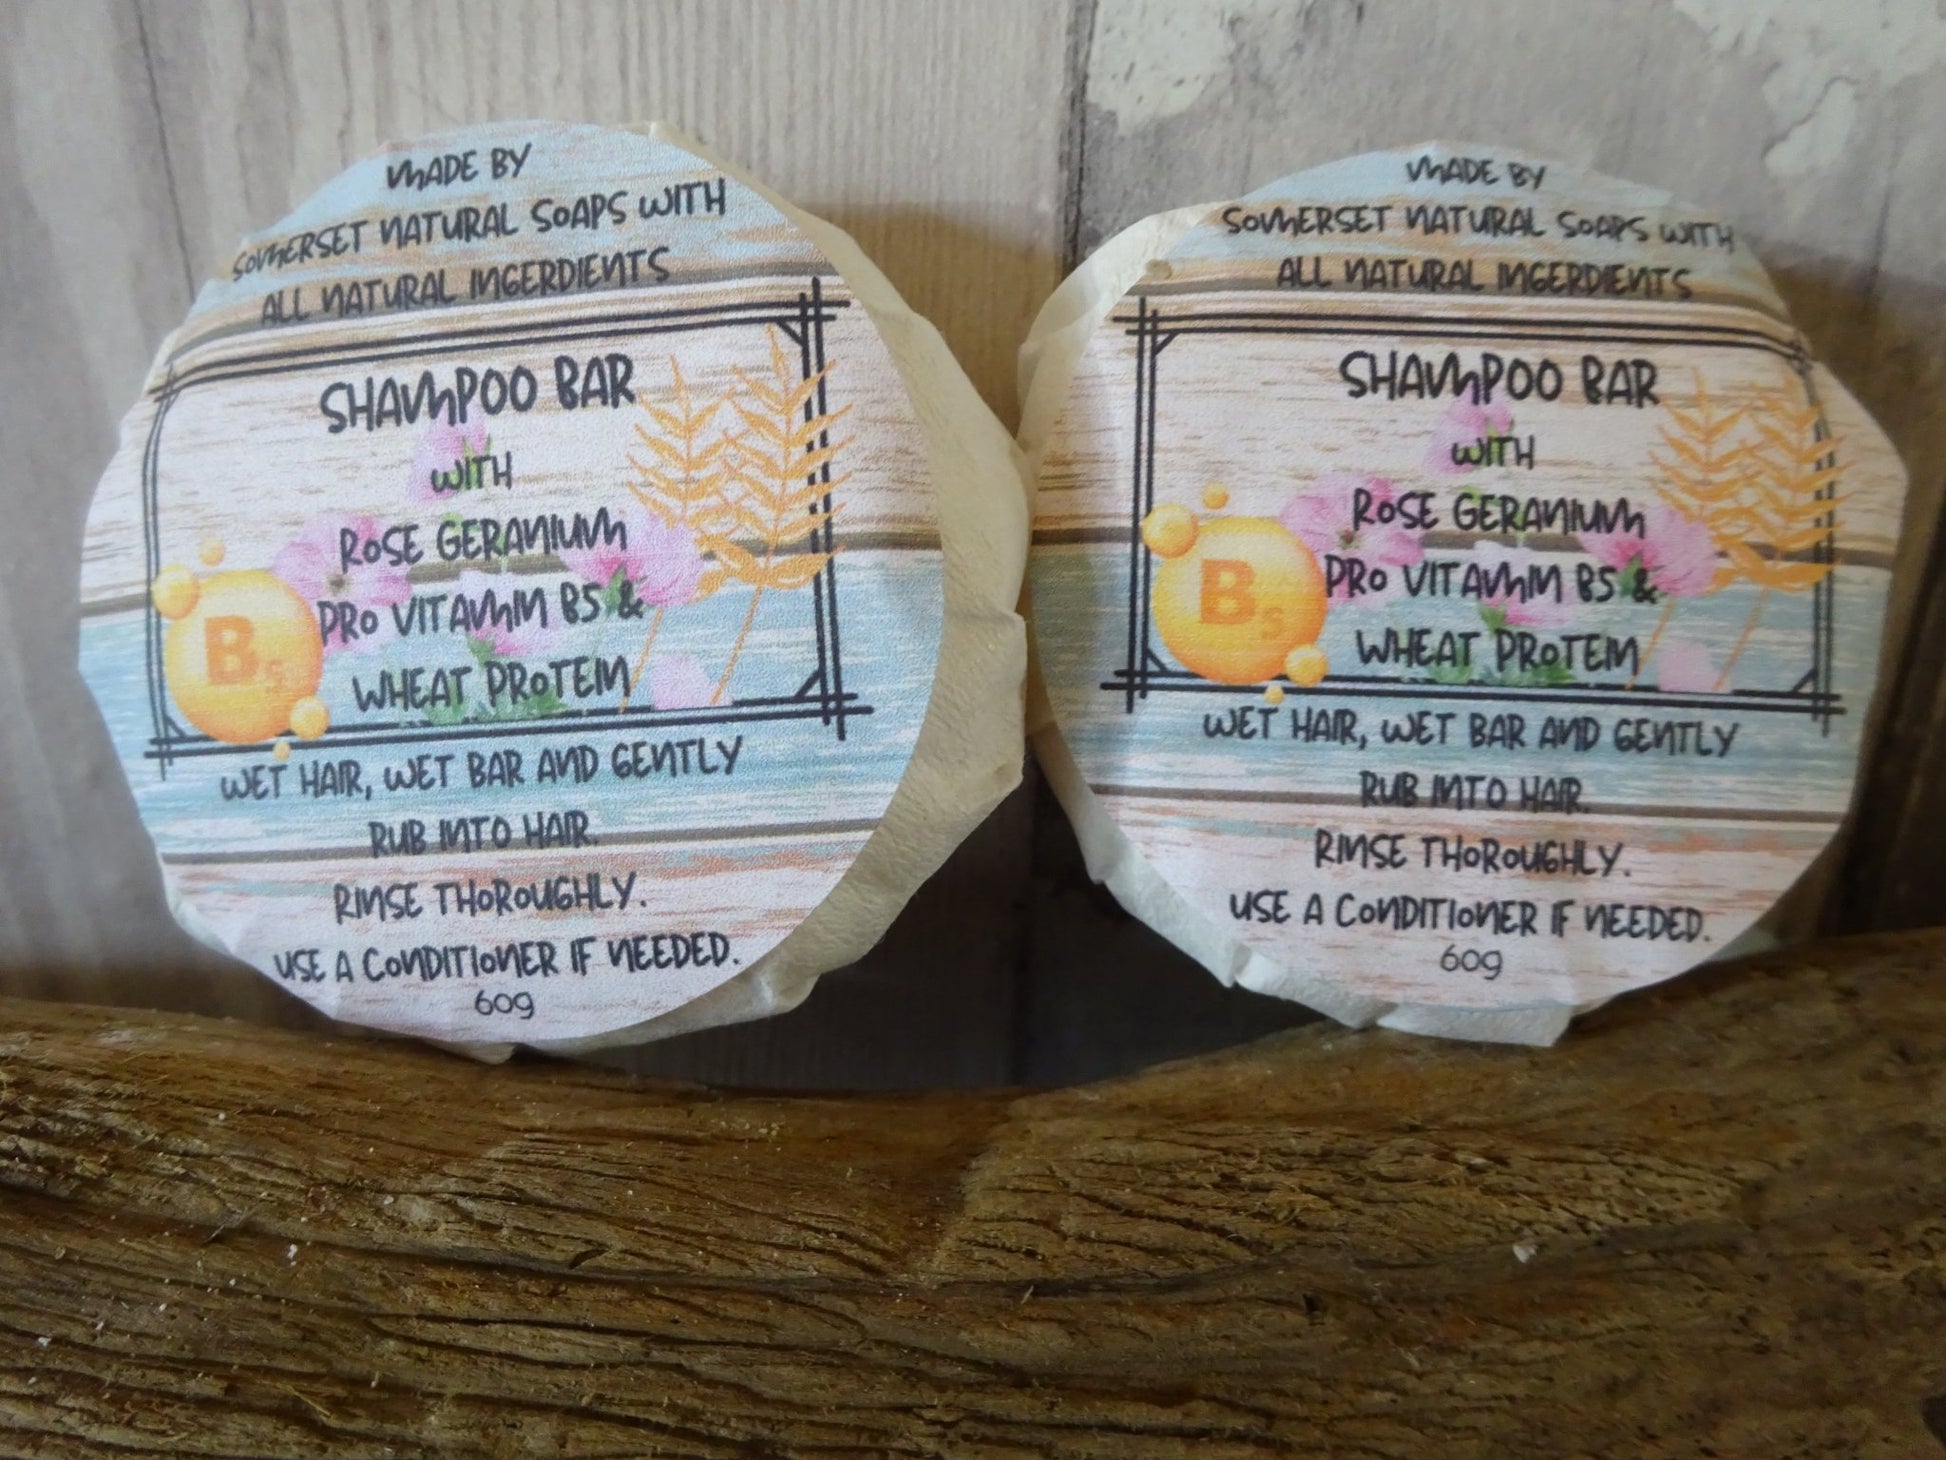 MADE BY
SOMERSET NATURAL SOAPS WITH
ALL NATURAL INGERDIENTS
SHAMPOO BAR
WITH
ROSE GERANIUM
PRO VITAMIN B5 &
WHEAT PROTEIN
B5
WET HAIR, WET BAR AND GENTLY
RUB INTO HAIR.
RINSE THOROUGHLY.
USE A CONDITIONER IF NEEDED.
60g
MADE BY
SOMERSET NATURAL SOAPS WITH
ALL NATURAL INGERDIENTS
SHAMPOO BAR
WITH
ROSE GERANIUM
PRO VITAMIN B5 &
WHEAT PROTEIN
B5
WET HAIR, WET BAR AND GENTLY
RUB INTO HAIR.
RINSE THOROUGHLY.
USE A CONDITIONER IF NEEDED.
60g